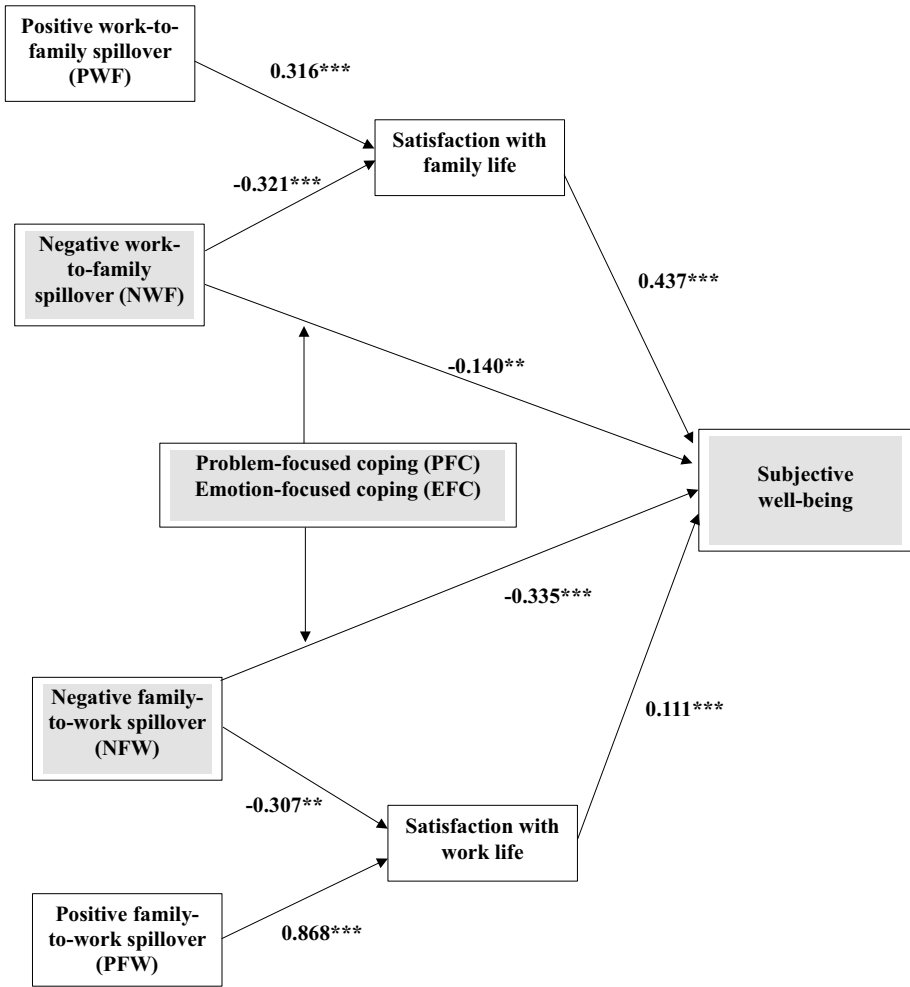 Positive work-to-
family spillover
(PWF)
0.316***
Satisfaction with
family life
-0.321***
Negative work-
to-family
spillover (NWF)
0.437***
-0.140**
Problem-focused coping (PFC)
Emotion-focused coping (EFC)
Subjective
well-being
-0.335***
Negative family-
to-work spillover
(NFW)
0.111***
-0.307**
Satisfaction with
work life
Positive family-
to-work spillover
(PFW)
0.868***